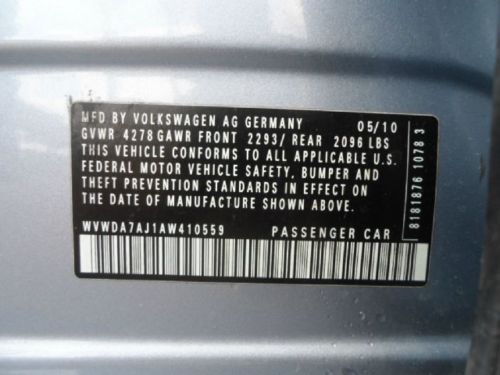 MFD BY VOLKSWAGEN AG GERMANY 05/10
GVWR 4278 GAWR FRONT 2293/ REAR 2096 LBS
THIS VEHICLE CONFORMS TO ALL APPLICABLE U.S.
FEDERAL MOTOR VEHICLE SAFETY, BUMPER AND
THEFT PREVENTION STANDARDS IN EFFECT ON
THE DATE OF MANUFACTURE SHOWN ABOVE.
WVWDA7AJ1AW410559 PASSENGER CAR
8181876 1078 3